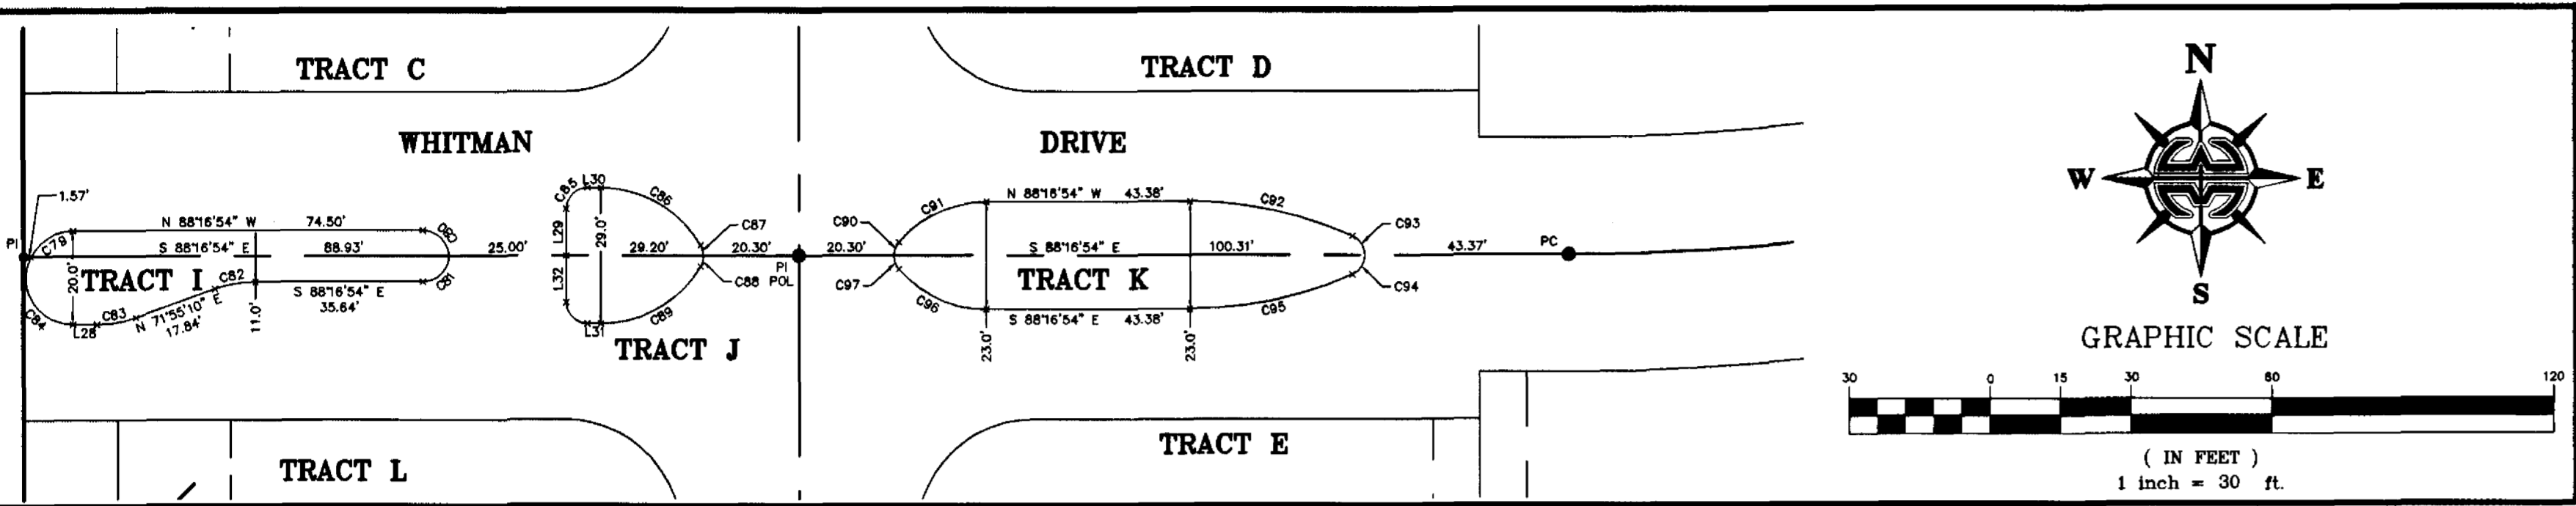 TRACT C
TRACT D
N
WHITMAN
DRIVE
W
E
1.57'
C85
L30
C86
C91
N 88°16'54" W 43.38'
C92
PI
C79
N 88°16'54" W 74.50'
C80
C87
C90
C93
S 88°16'54" E
88.93'
25.00'
L29
29.0'
29.20'
20.30'
20.30'
S 88°16'54" E
100.31'
43.37'
PC
PI
POL
TRACT I
20.0'
C82
C81
L32
C88
C97
TRACT K
C94
S 88°16'54" E
35.64'
S
C84
L28
C83
N 71°55'10" E
17.84'
11.0'
L31
C89
C96
S 88°16'54" E 43.38'
C95
23.0'
23.0'
TRACT J
GRAPHIC SCALE
30 0 15 30 60 120
TRACT L
TRACT E
( IN FEET )
1 inch = 30 ft.